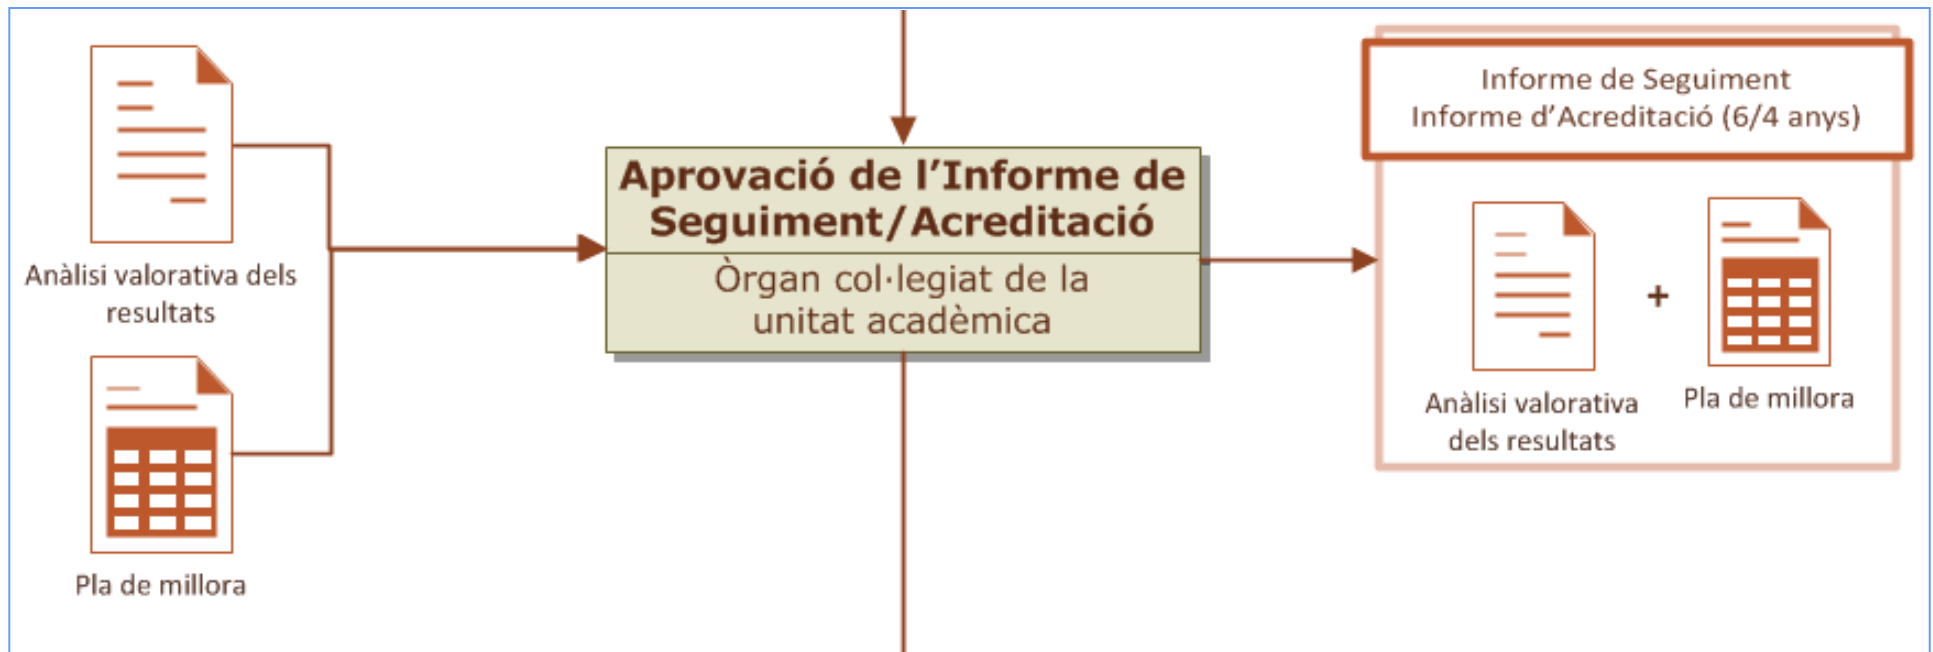 Anàlisi valorativa dels
resultats
Pla de millora
Aprovació de l'Informe de
Seguiment/Acreditació
Òrgan col·legiat de la
unitat acadèmica
Informe de Seguiment
Informe d'Acreditació (6/4 anys)
+
Anàlisi valorativa
dels resultats
Pla de millora